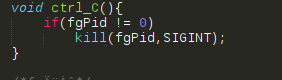 void ctrl_C(){
    if(fgPid != 0)
        kill(fgPid,SIGINT);
}